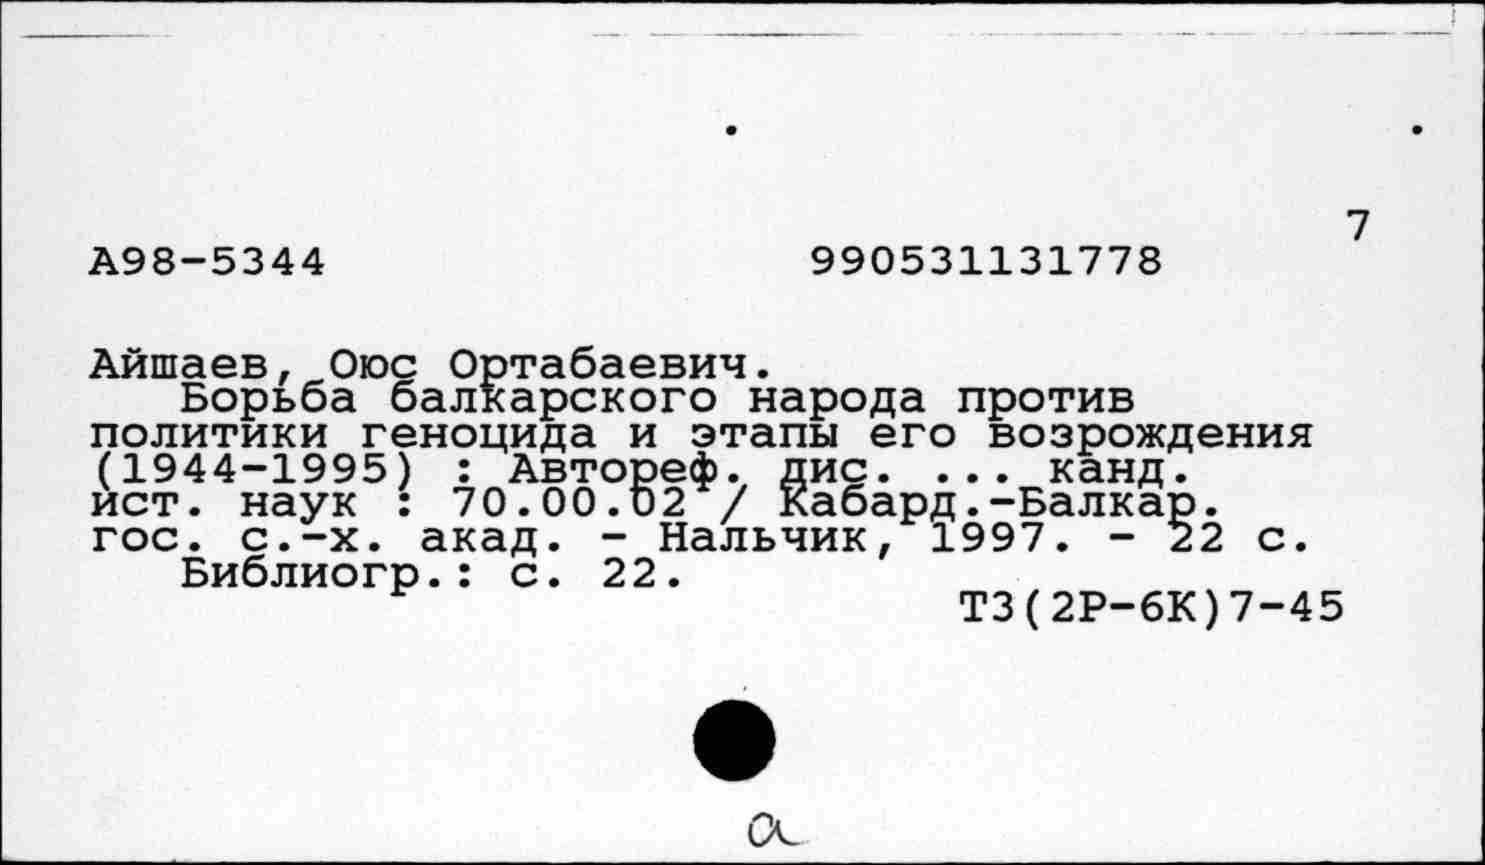 7
А98-5344 990531131778
Айшаев, Оюс Ортабаевич.
Борьба балкарского народа против
политики геноцида и этапы его возрождения
(1944-1995) : Автореф. дис. ... канд.
ист. наук : 70.00.02 / Кабард.-Балкар.
гос. с.-х. акад. - Нальчик, 1997. - 22 с.
Библиогр.: с. 22.
Т3(2Р-6К)7-45
а